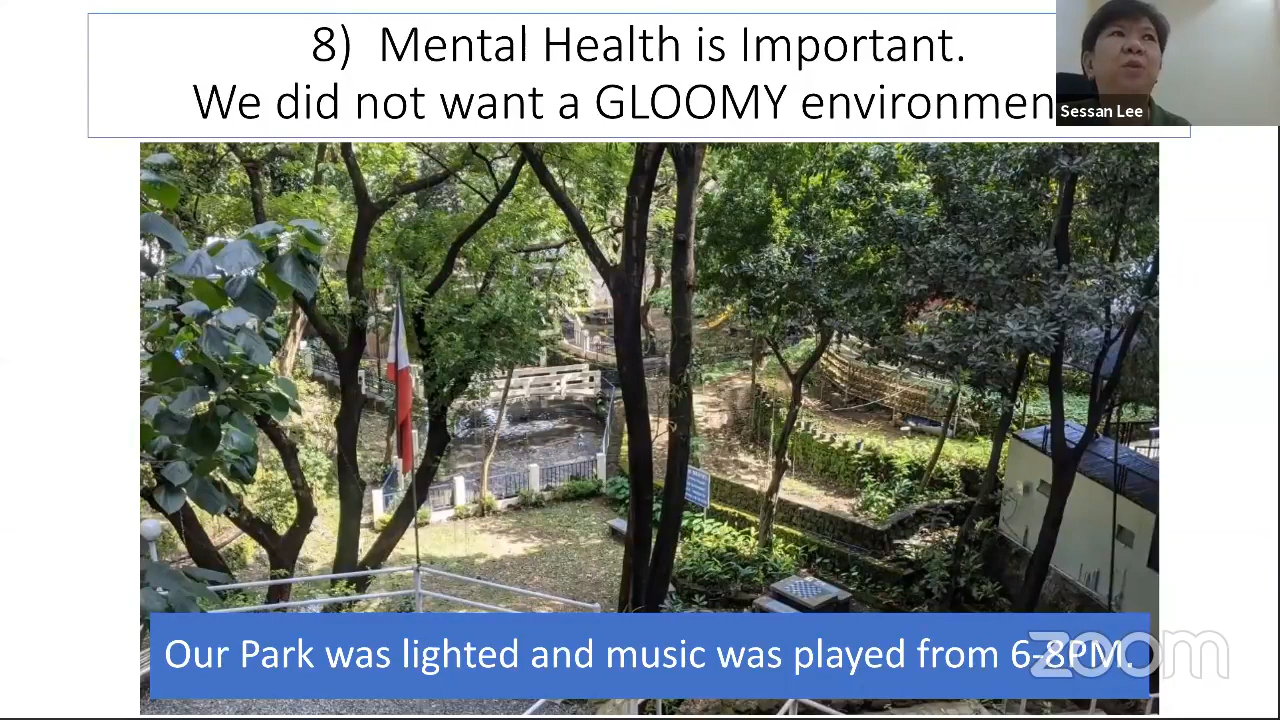 8) Mental Health is Important.
We did not want a GLOOMY environmen
Sessan Lee
Our Park was lighted and music was played from 6-8PM.
zoom